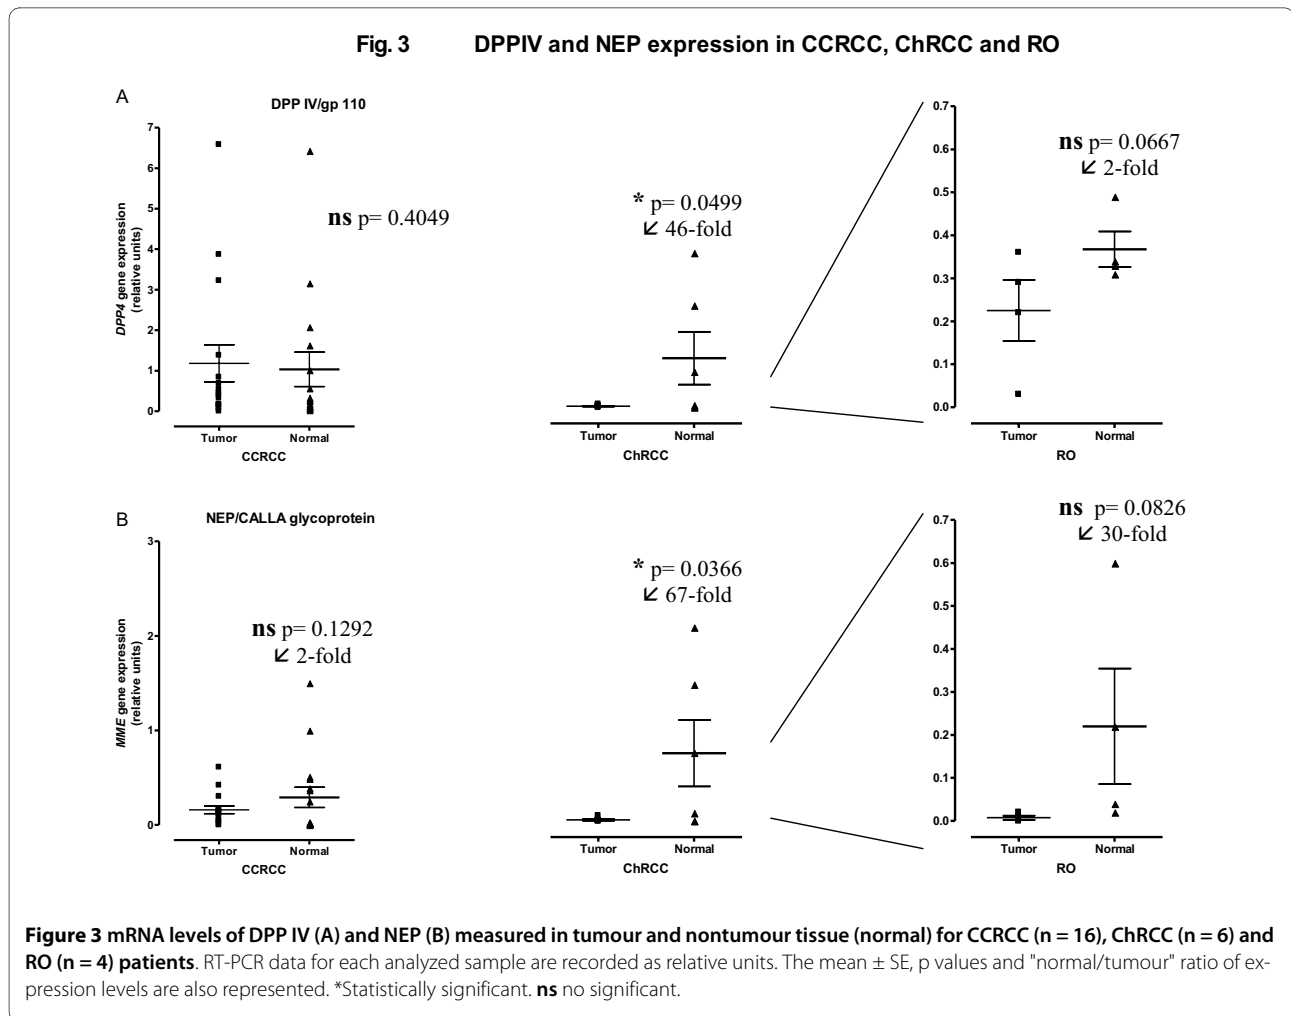 Fig. 3 DPPIV and NEP expression in CCRCC, ChRCC and RO
A
DPP IV/gp 110
DPP4 gene expression
(relative units)
7
6
5
4
3
2
1
0
ns p= 0.4049
Tumor Normal
CCRCC
* p= 0.0499
↙ 46-fold
Tumor Normal
ChRCC
0.7
0.6
0.5
0.4
0.3
0.2
0.1
0.0
ns p= 0.0667
↙ 2-fold
Tumor Normal
RO
B
NEP/CALLA glycoprotein
MME gene expression
(relative units)
3
2
1
0
ns p= 0.1292
↙ 2-fold
Tumor Normal
CCRCC
* p= 0.0366
↙ 67-fold
Tumor Normal
ChRCC
0.7
0.6
0.5
0.4
0.3
0.2
0.1
0.0
ns p= 0.0826
↙ 30-fold
Tumor Normal
RO
Figure 3 mRNA levels of DPP IV (A) and NEP (B) measured in tumour and nontumour tissue (normal) for CCRCC (n = 16), ChRCC (n = 6) and
RO (n = 4) patients. RT-PCR data for each analyzed sample are recorded as relative units. The mean ± SE, p values and "normal/tumour" ratio of ex-
pression levels are also represented. *Statistically significant. ns no significant.